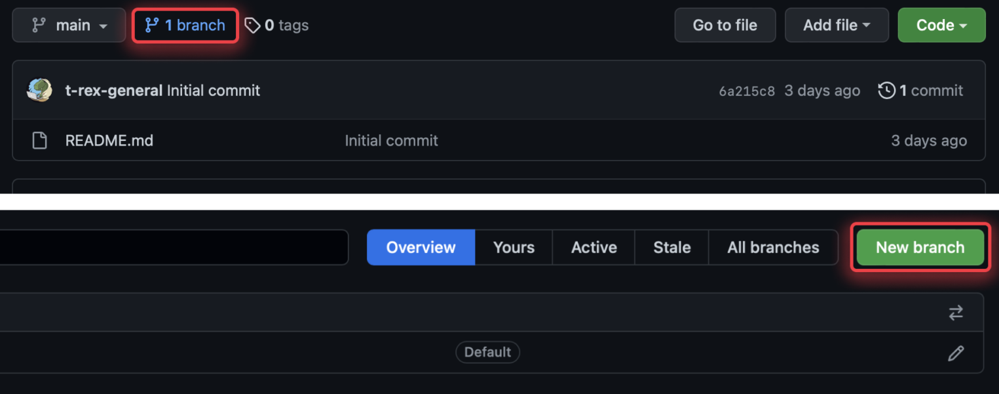 main 1 branch 0 tags Go to file Add file Code
t-rex-general Initial commit 6a215c8 3 days ago 1 commit
README.md Initial commit 3 days ago
Overview Yours Active Stale All branches New branch
Default